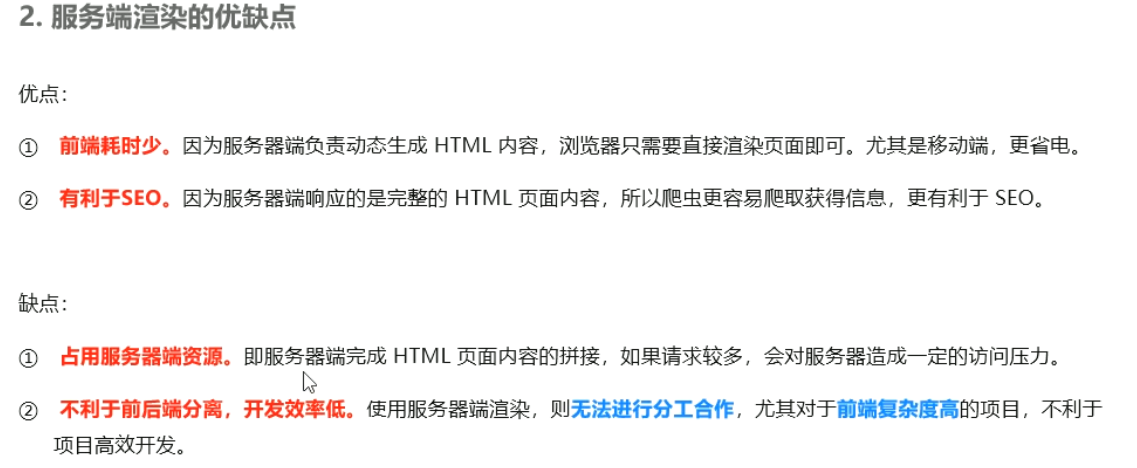 2. 服务端渲染的优缺点
优点：
① 前端耗时少。因为服务器端负责动态生成 HTML 内容，浏览器只需要直接渲染页面即可。尤其是移动端，更省电。
② 有利于SEO。因为服务器端响应的是完整的 HTML 页面内容，所以爬虫更容易爬取获得信息，更有利于 SEO。
缺点：
① 占用服务器端资源。即服务器端完成 HTML 页面内容的拼接，如果请求较多，会对服务器造成一定的访问压力。
② 不利于前后端分离，开发效率低。使用服务器端渲染，则无法进行分工合作，尤其对于前端复杂度高的项目，不利于
项目高效开发。